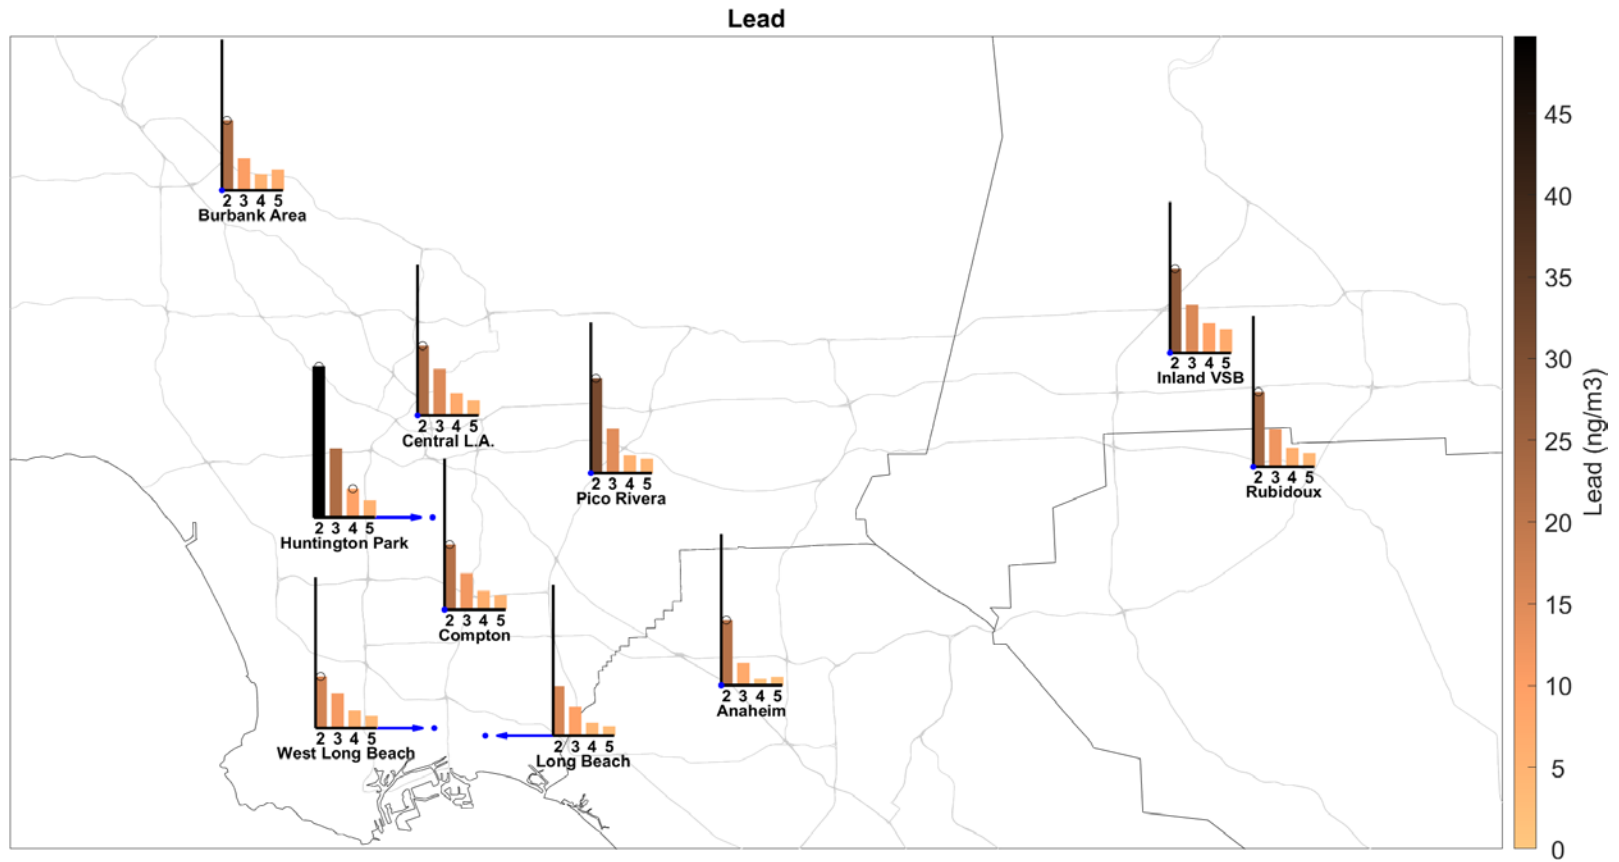 Lead
2 3 4 5
Burbank Area
2 3 4 5
Inland VSB
2 3 4 5
Central L.A.
2 3 4 5
Pico Rivera
2 3 4 5
Rubidoux
2 3 4 5
Huntington Park
2 3 4 5
Compton
2 3 4 5
Anaheim
2 3 4 5
West Long Beach
2 3 4 5
Long Beach
45
40
35
30
25
20
15
10
5
0
Lead (ng/m3)